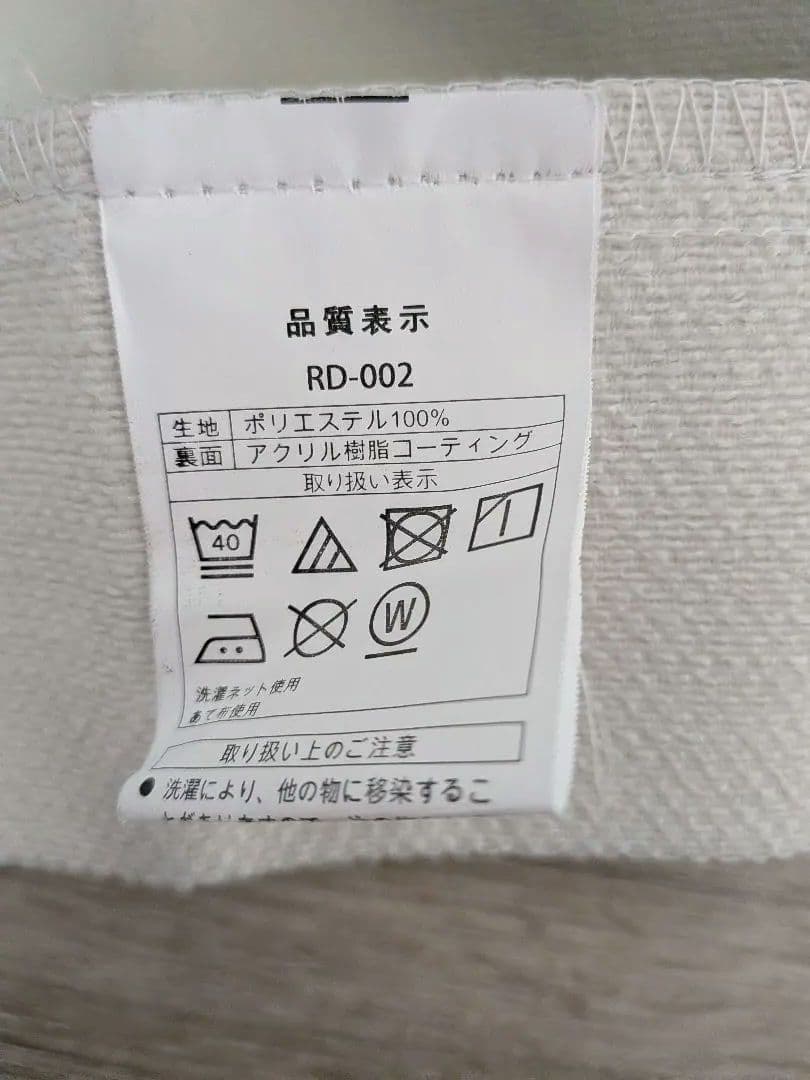 品質表示
RD-002
生地 ポリエステル100%
裏面 アクリル樹脂コーティング
取り扱い表示
40
W
洗濯ネット使用
あて布使用
取り扱い上のご注意
●洗濯により、他の物に移染するこ